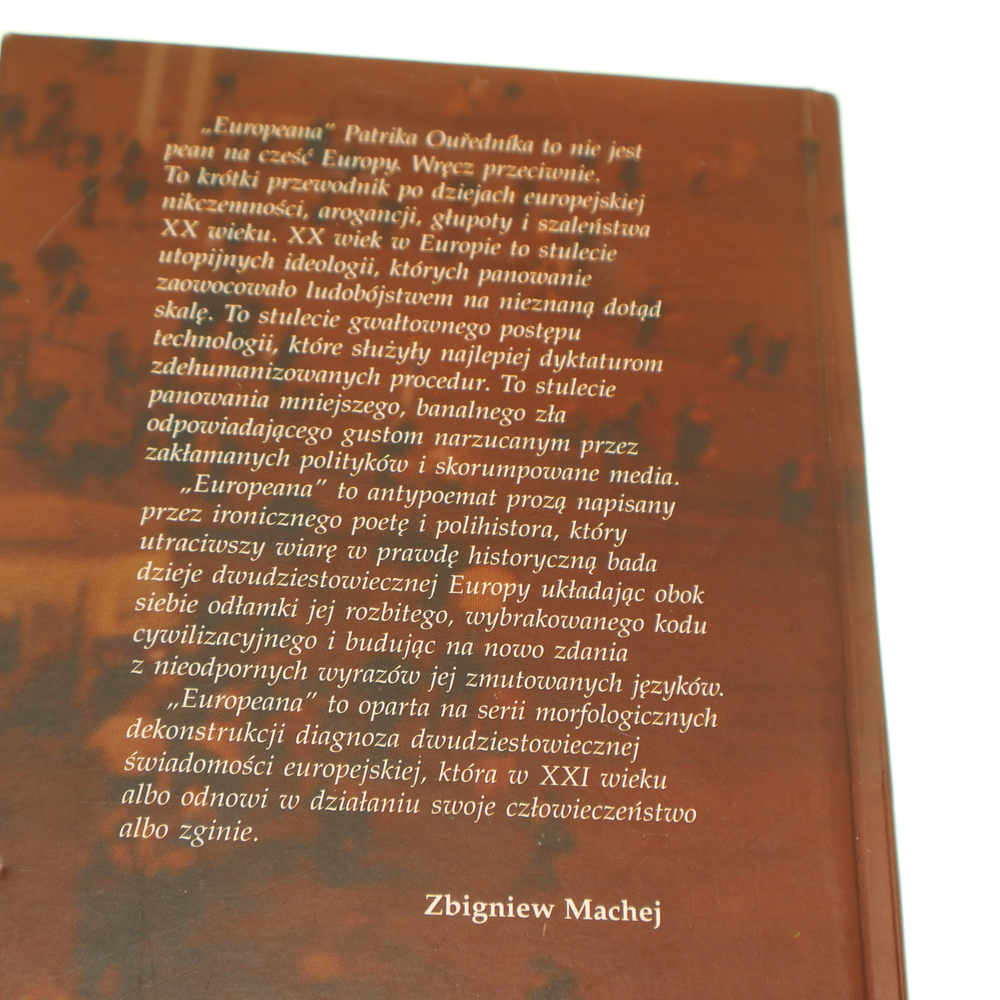 „Europeana” Patrika Ouředníka to nie jest
pean na cześć Europy. Wręcz przeciwnie.
To krótki przewodnik po dziejach europejskiej
nikczemności, arogancji, głupoty i szaleństwa
XX wieku. XX wiek w Europie to stulecie
utopijnych ideologii, których panowanie
zaowocowało ludobójstwem na nieznaną dotąd
skalę. To stulecie gwałtownego postępu
technologii, które służyły najlepiej dyktaturom
zdehumanizowanych procedur. To stulecie
panowania mniejszego, banalnego zła
odpowiadającego gustom narzucanym przez
zakłamanych polityków i skorumpowane media.
„Europeana” to antypoemat prozą napisany
przez ironicznego poetę i polihistora, który
utraciwszy wiarę w prawdę historyczną bada
dzieje dwudziestowiecznej Europy układając obok
siebie odłamki jej rozbitego, wybrakowanego kodu
cywilizacyjnego i budując na nowo zdania
z nieodpornych wyrazów jej zmutowanych języków.
„Europeana” to oparta na serii morfologicznych
dekonstrukcji diagnoza dwudziestowiecznej
świadomości europejskiej, która w XXI wieku
albo odnowi w działaniu swoje człowieczeństwo
albo zginie.
Zbigniew Machej